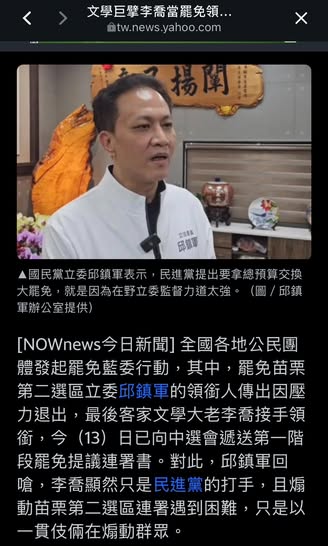 文學巨擘李喬當罷免領...
tw.news.yahoo.com
邱鎮軍
▲國民黨立委邱鎮軍表示，民進黨提出要拿總預算交換
大罷免，就是因為在野立委監督力道太強。（圖／邱鎮
軍辦公室提供）
[NOWnews今日新聞] 全國各地公民團
體發起罷免藍委行動，其中，罷免苗栗
第二選區立委邱鎮軍的領銜人傳出因壓
力退出，最後客家文學大老李喬接手領
銜，今（13）日已向中選會遞送第一階
段罷免提議連署書。對此，邱鎮軍回
嗆，李喬顯然只是民進黨的打手，且煽
動苗栗第二選區連署遇到困難，只是以
一貫伎倆在煽動群眾。